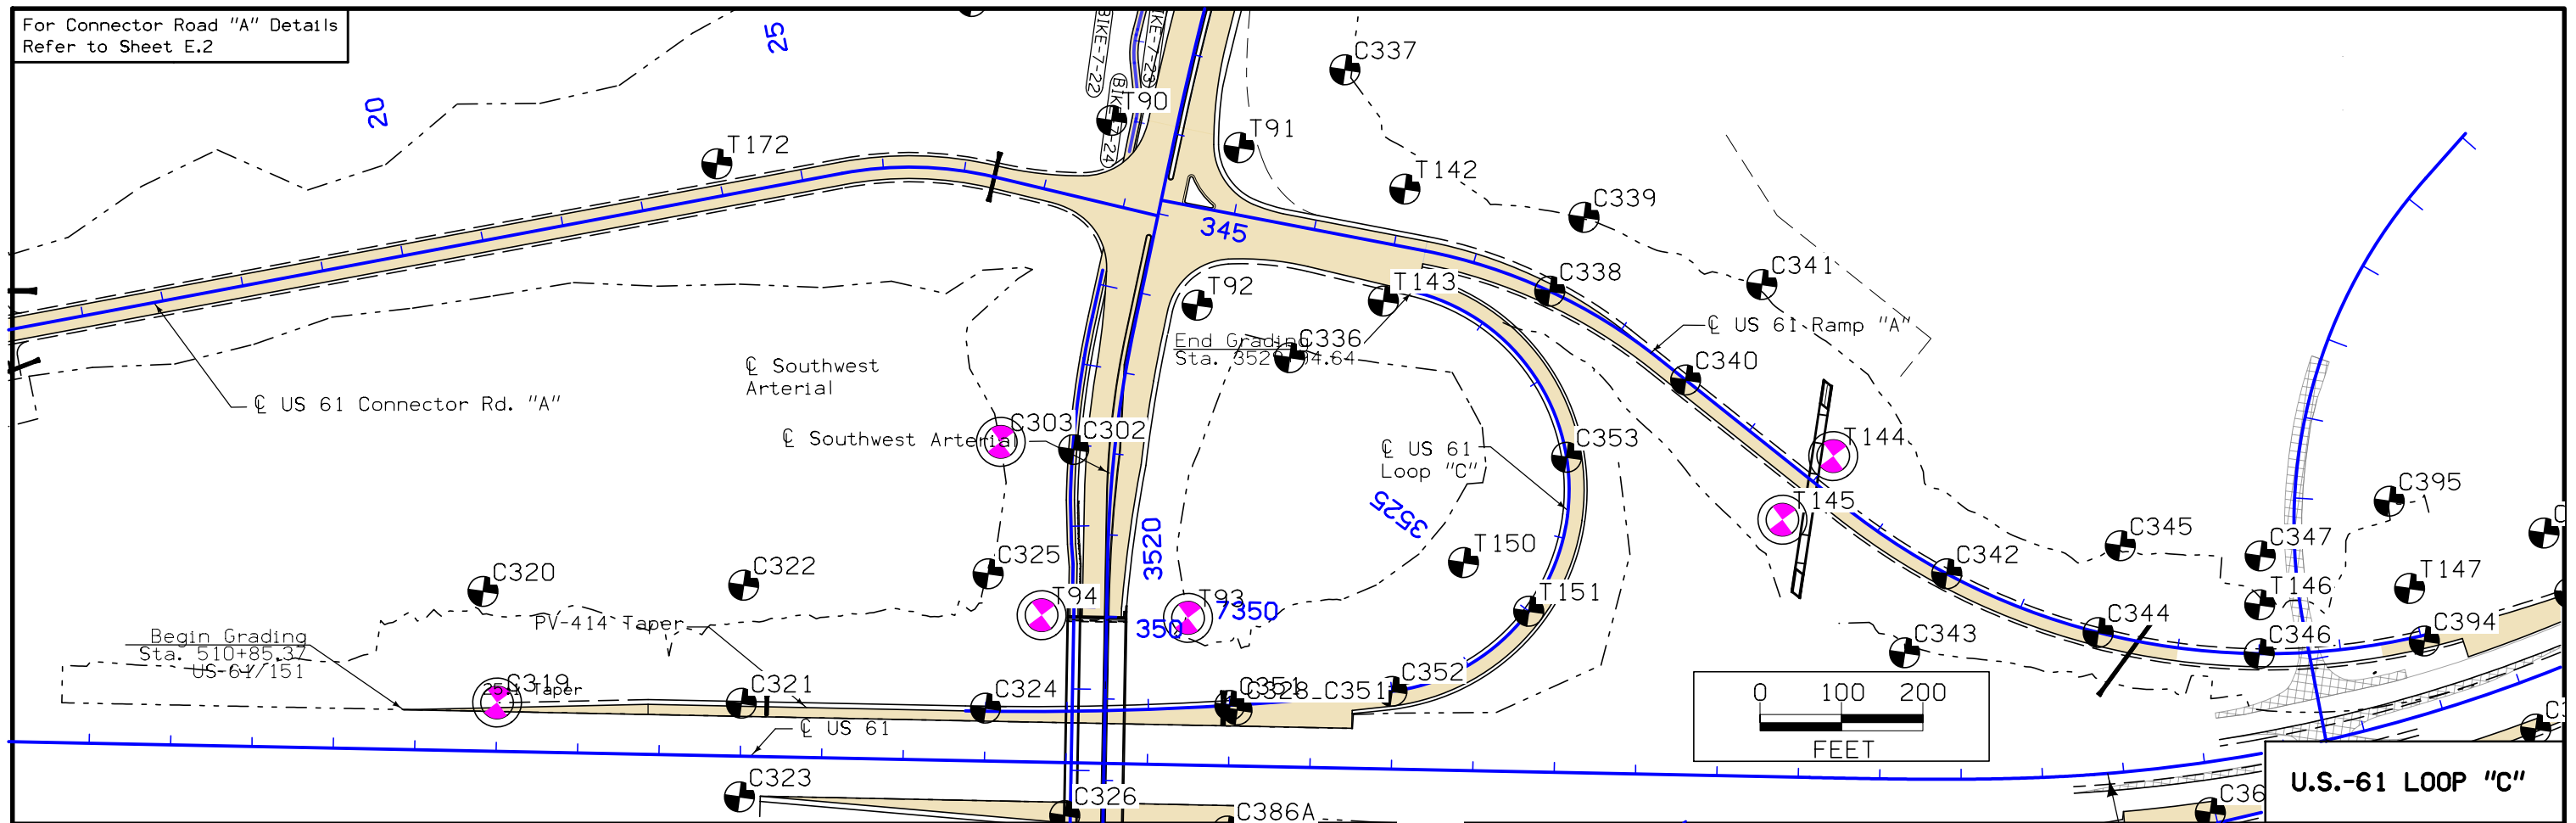 For Connector Road "A" Details
Refer to Sheet E.2
25
20
BIKE-7-22
BIKE-7-24
T90
T91
T172
C337
T142
C339
345
C338
C341
T92
T143
End Grading
C336
℄ US 61 Ramp "A"
C340
℄ Southwest
Arterial
℄ US 61 Connector Rd. "A"
C303
C302
℄ Southwest Arterial
℄ US 61
Loop "C"
C353
T144
3525
T145
C395
C345
C347
3520
C320
C322
C325
T150
C342
T146
T147
T94
T93
7350
350
T151
PV-414 Taper
Begin Grading
Sta. 510+85.37
US-61/151
C344
C343
C346
C394
C319
C321
C324
C351
C328_C351
C352
0 100 200
FEET
℄ US 61
C323
C326
C386A
U.S.-61 LOOP "C"